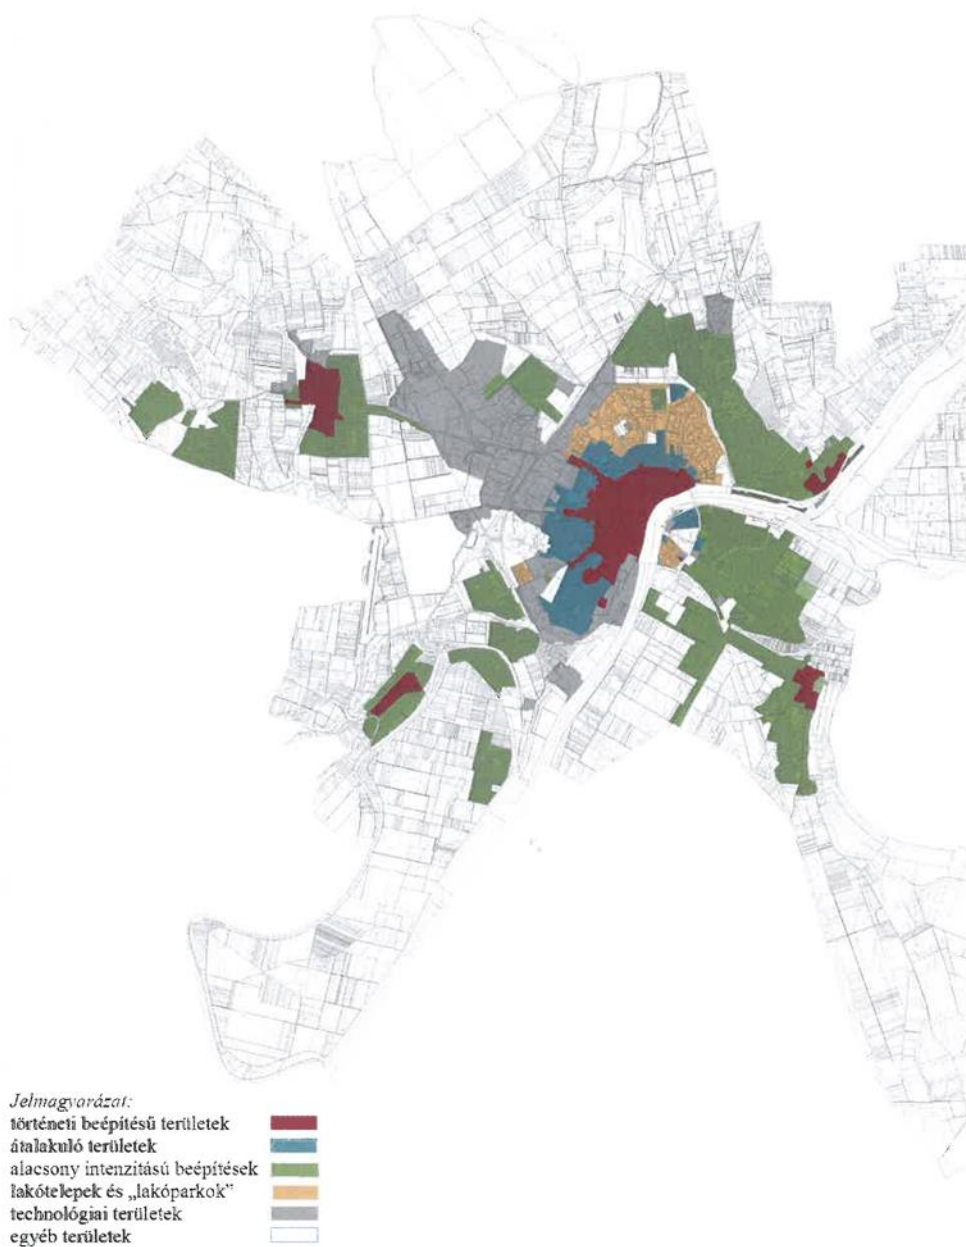 Jelmagyarázat:
történeti beépítésű területek
átalakuló területek
alacsony intenzitású beépítések
lakótelepek és „lakóparkok”
technológiai területek
egyéb területek